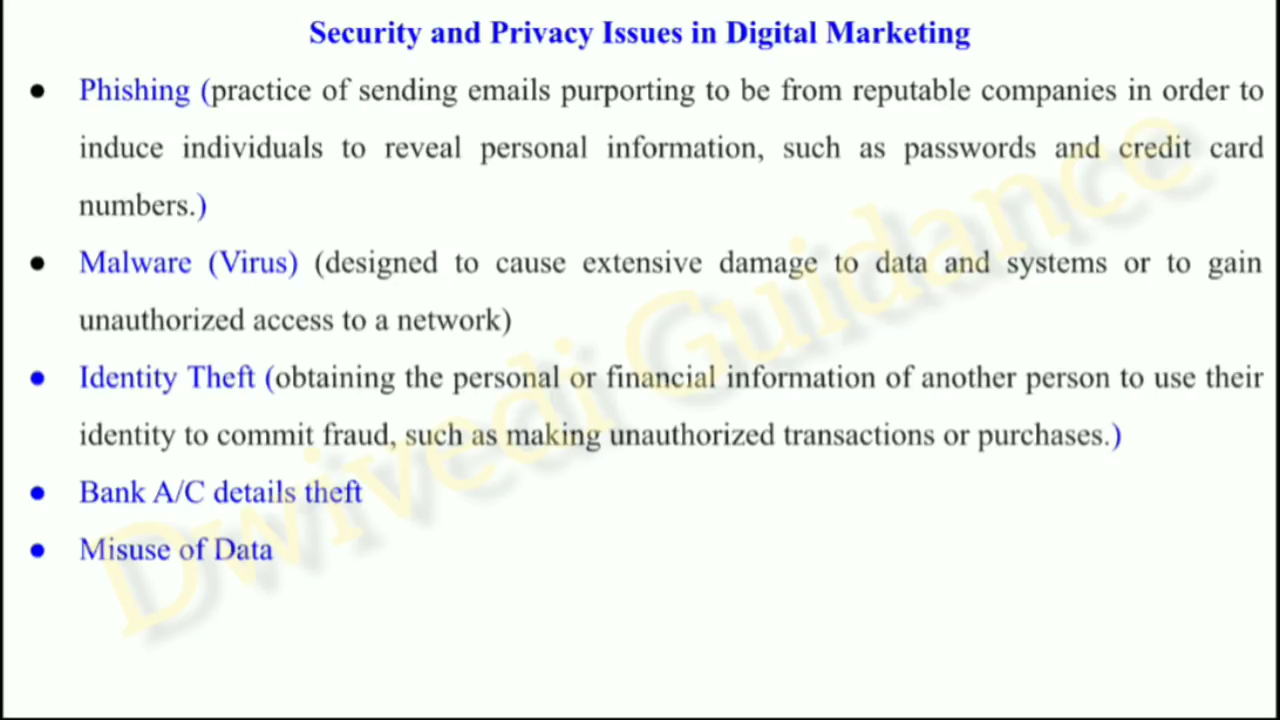 Security and Privacy Issues in Digital Marketing
● Phishing (practice of sending emails purporting to be from reputable companies in order to
induce individuals to reveal personal information, such as passwords and credit card
numbers.)
● Malware (Virus) (designed to cause extensive damage to data and systems or to gain
unauthorized access to a network)
● Identity Theft (obtaining the personal or financial information of another person to use their
identity to commit fraud, such as making unauthorized transactions or purchases.)
● Bank A/C details theft
● Misuse of Data
Dwivedi Guidance